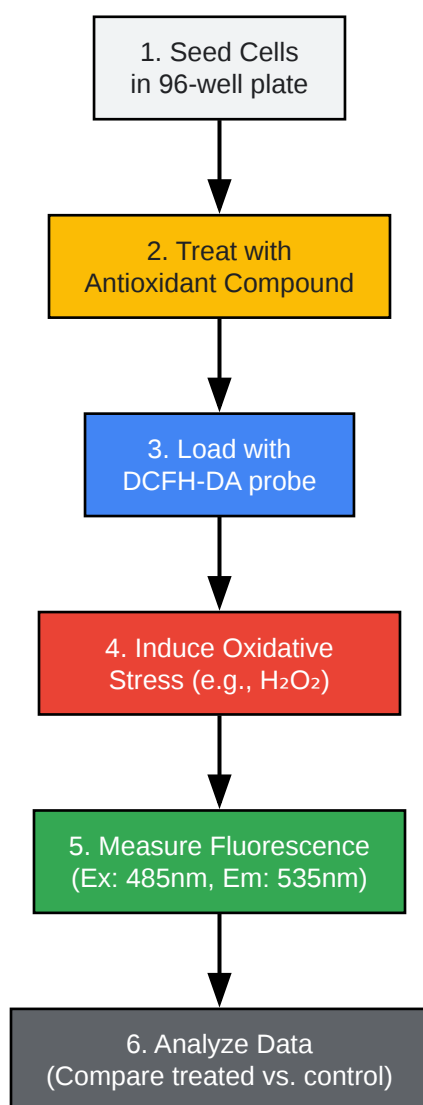 1. Seed Cells
in 96-well plate
2. Treat with
Antioxidant Compound
3. Load with
DCFH-DA probe
4. Induce Oxidative
Stress (e.g., H₂O₂)
5. Measure Fluorescence
(Ex: 485nm, Em: 535nm)
6. Analyze Data
(Compare treated vs. control)